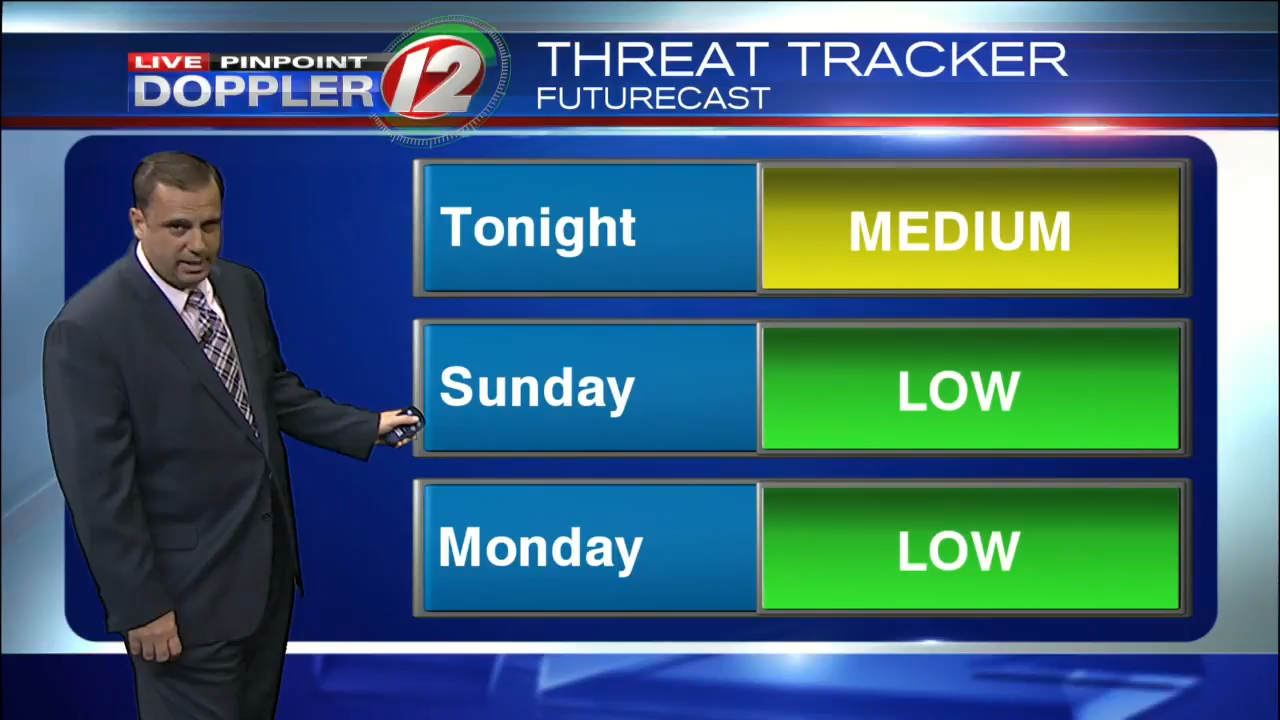 LIVE PINPOINT
DOPPLER 12
THREAT TRACKER
FUTURECAST
Tonight MEDIUM
Sunday LOW
Monday LOW